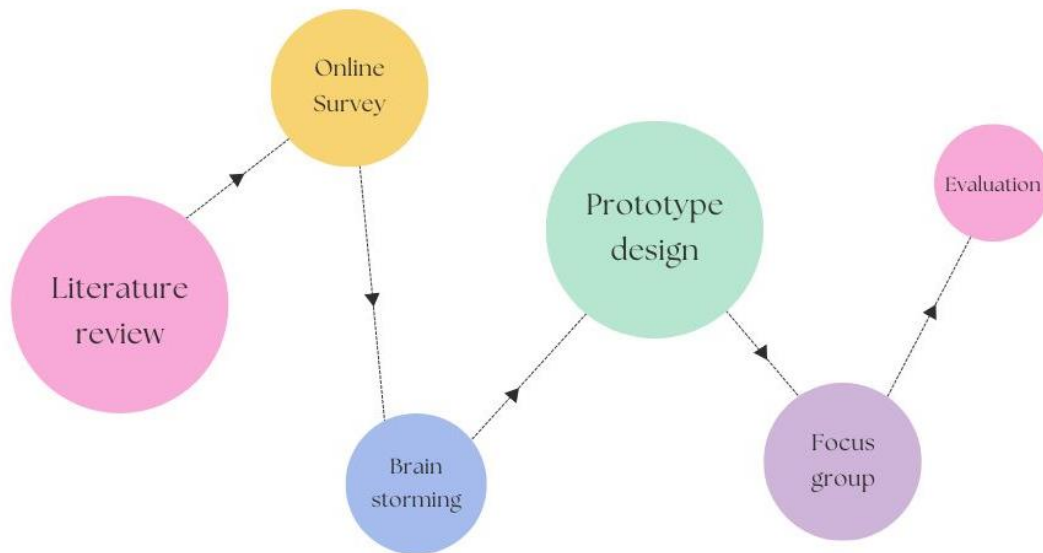 Literature
review
Online
Survey
Brain
storming
Prototype
design
Focus
group
Evaluation